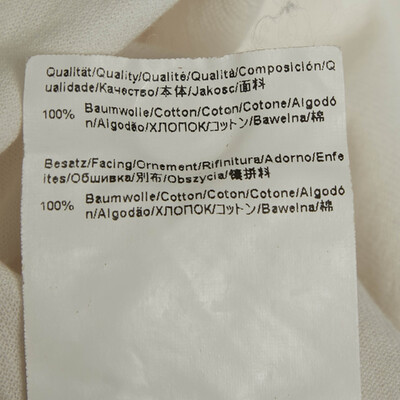 Qualität/Quality/Qualité/Qualità/Composición/Q
ualidade/Качество/本体/Jakosc/面料
100% Baumwolle/Cotton/Coton/Cotone/Algodó
n/Algodão/ХЛОПОК/コットン/Bawelna/棉
Besatz/Facing/Ornement/Rifinitura/Adorno/Enfe
ites/Обшивка/別布/Obszycia/镶拼料
100% Baumwolle/Cotton/Coton/Cotone/Algodó
n/Algodão/ХЛОПОК/コットン/Bawelna/棉